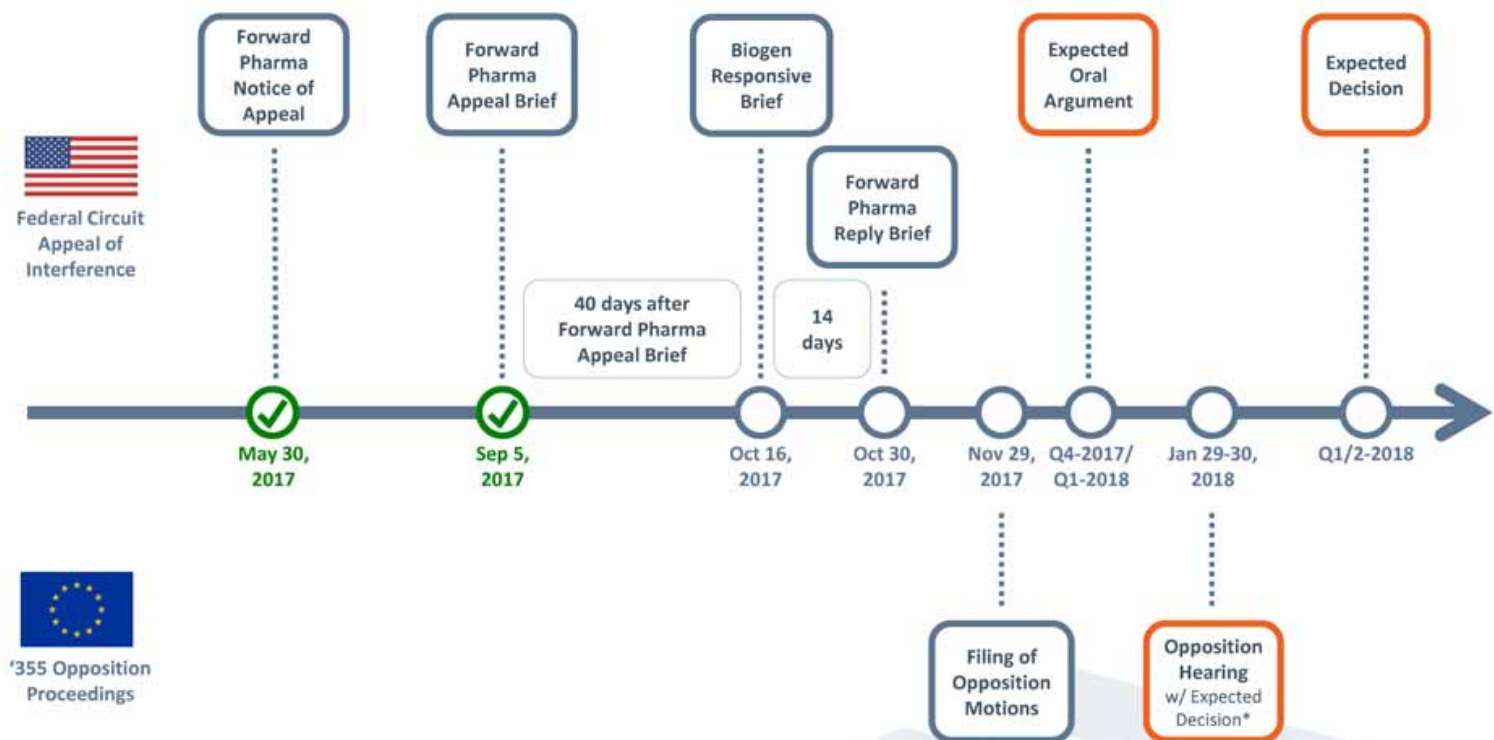 Forward
Pharma
Notice of
Appeal
Forward
Pharma
Appeal Brief
Biogen
Responsive
Brief
Expected
Oral
Argument
Expected
Decision
Forward
Pharma
Reply Brief
Federal Circuit
Appeal of
Interference
40 days after
Forward Pharma
Appeal Brief
14
days
May 30,
2017
Sep 5,
2017
Oct 16,
2017
Oct 30,
2017
Nov 29,
2017
Q4-2017/
Q1-2018
Jan 29-30,
2018
Q1/2-2018
'355 Opposition
Proceedings
Filing of
Opposition
Motions
Opposition
Hearing
w/ Expected
Decision*